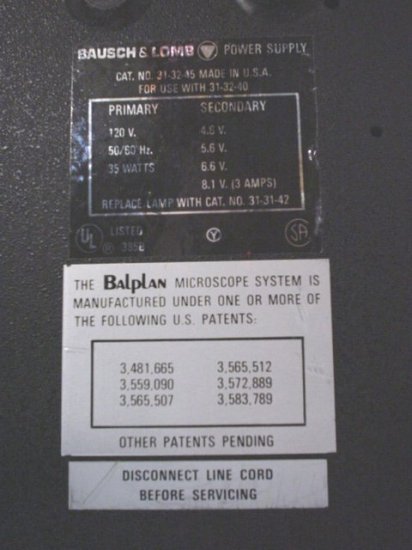 BAUSCH & LOMB POWER SUPPLY
CAT. NO. 31-32-45 MADE IN U.S.A.
FOR USE WITH 31-32-40
PRIMARY SECONDARY
120 V. 4.6 V.
50/60 Hz. 5.6 V.
35 WATTS 6.6 V.
8.1 V. (3 AMPS)
REPLACE LAMP WITH CAT. NO. 31-31-42
UL LISTED Y SA
395B
THE Balplan MICROSCOPE SYSTEM IS
MANUFACTURED UNDER ONE OR MORE OF
THE FOLLOWING U.S. PATENTS:
3,481,665 3,565,512
3,559,090 3,572,889
3,565,507 3,583,789
OTHER PATENTS PENDING
DISCONNECT LINE CORD
BEFORE SERVICING